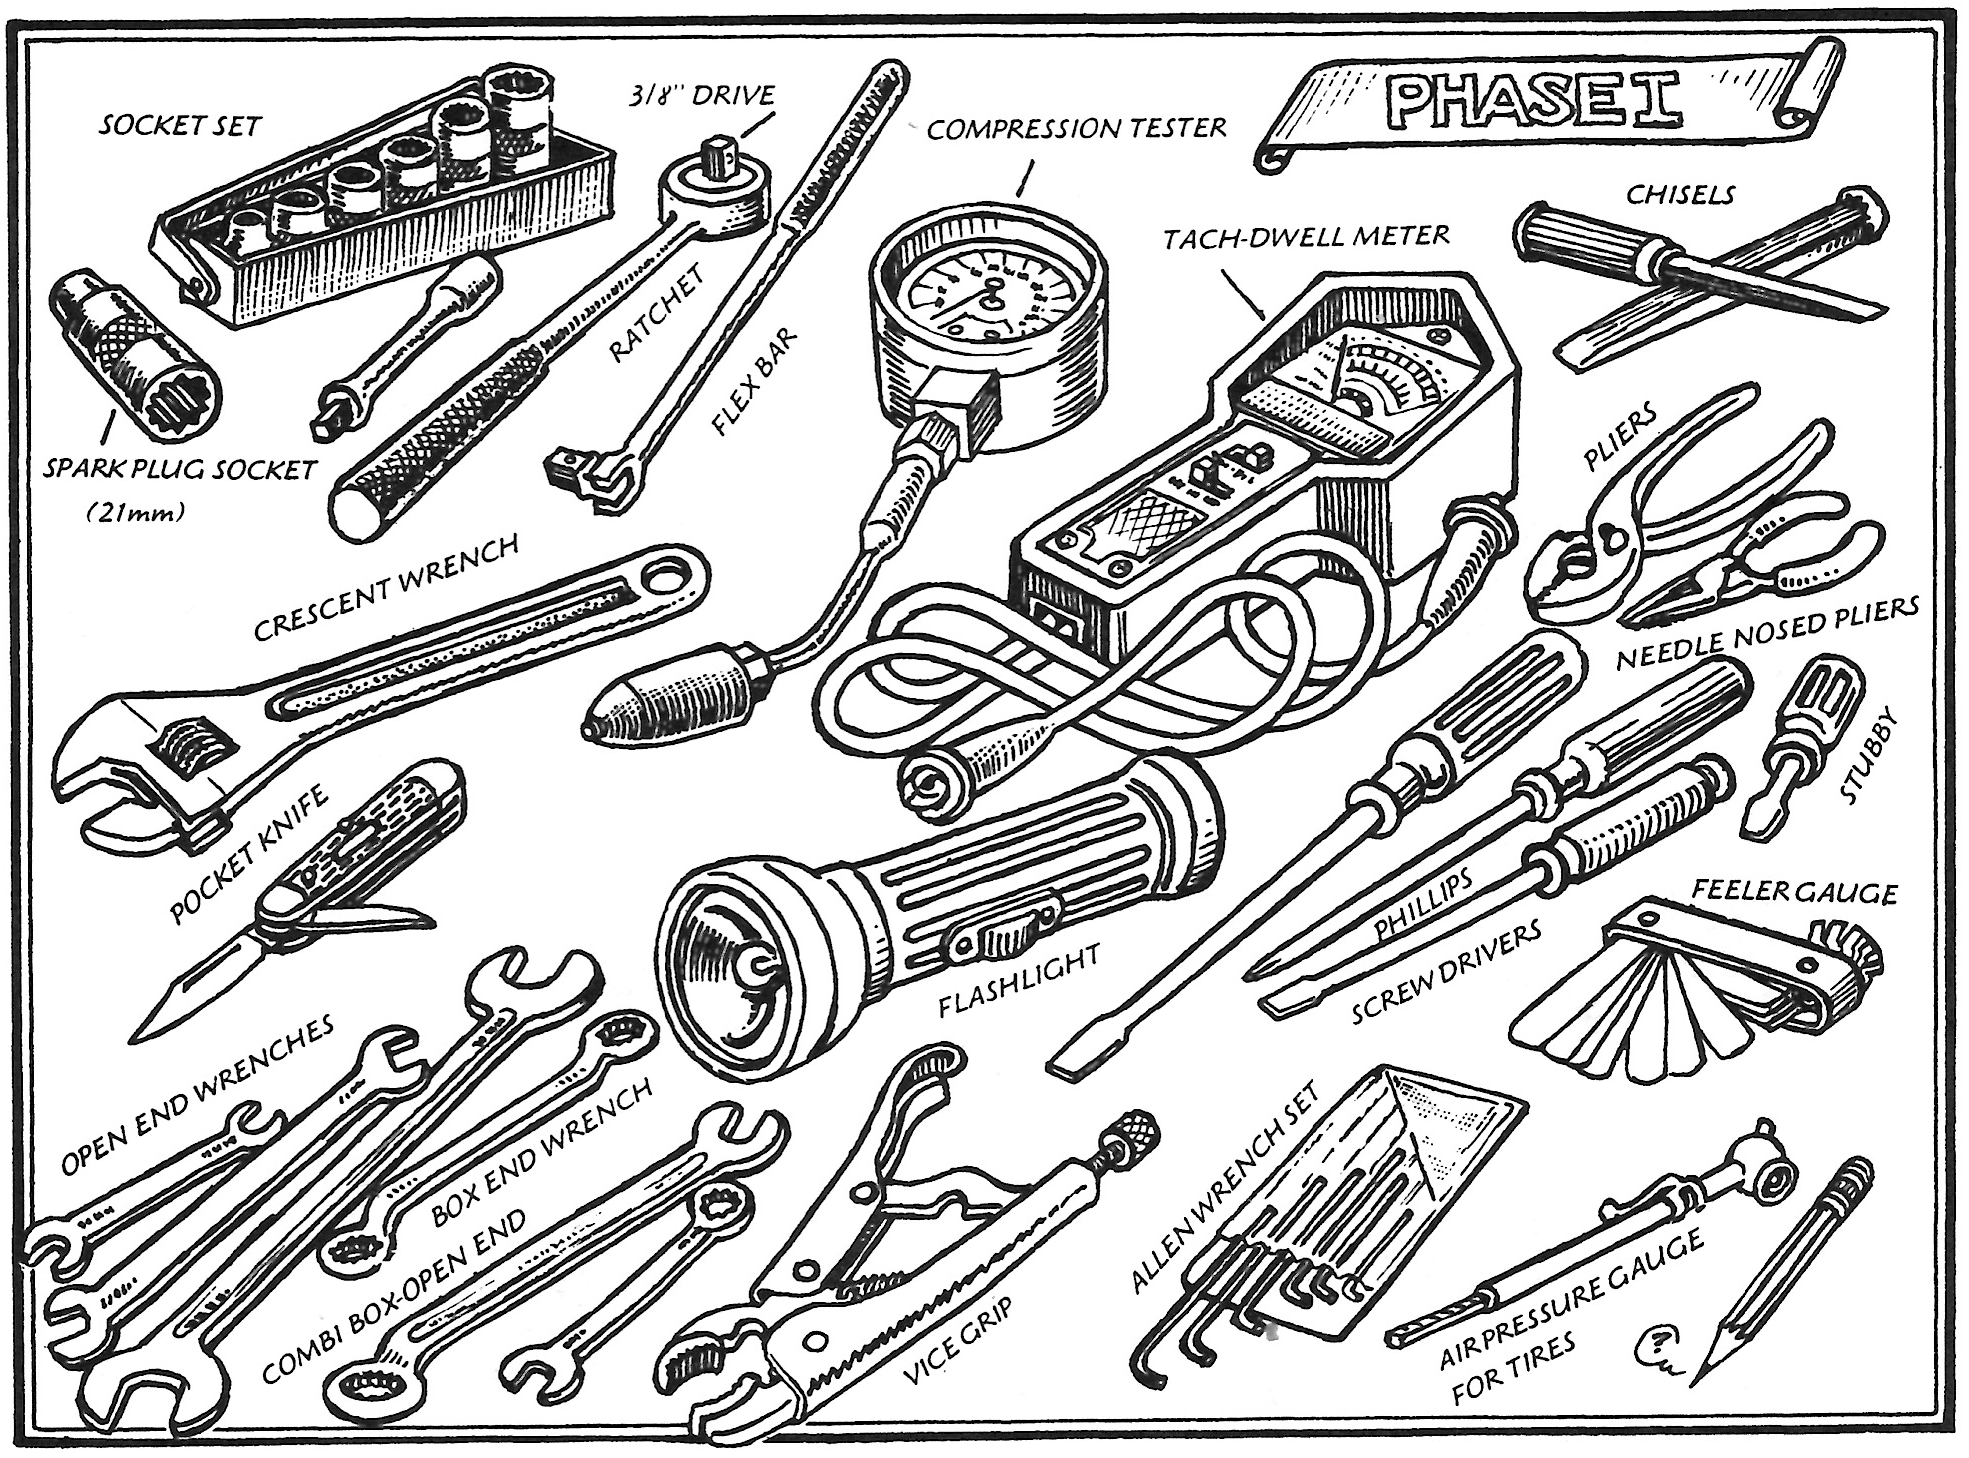 PHASE I
SOCKET SET
3/8" DRIVE
COMPRESSION TESTER
CHISELS
TACH-DWELL METER
RATCHET
FLEX BAR
PLIERS
SPARK PLUG SOCKET
(21mm)
CRESCENT WRENCH
NEEDLE NOSED PLIERS
STUBBY
POCKET KNIFE
PHILLIPS
SCREW DRIVERS
FEELER GAUGE
FLASHLIGHT
OPEN END WRENCHES
BOX END WRENCH
COMBI BOX-OPEN END
VICE GRIP
ALLEN WRENCH SET
AIR PRESSURE GAUGE
FOR TIRES
?